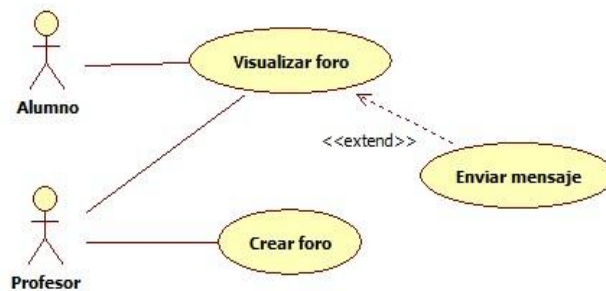 Visualizar foro
Alumno
<<extend>>
Enviar mensaje
Crear foro
Profesor